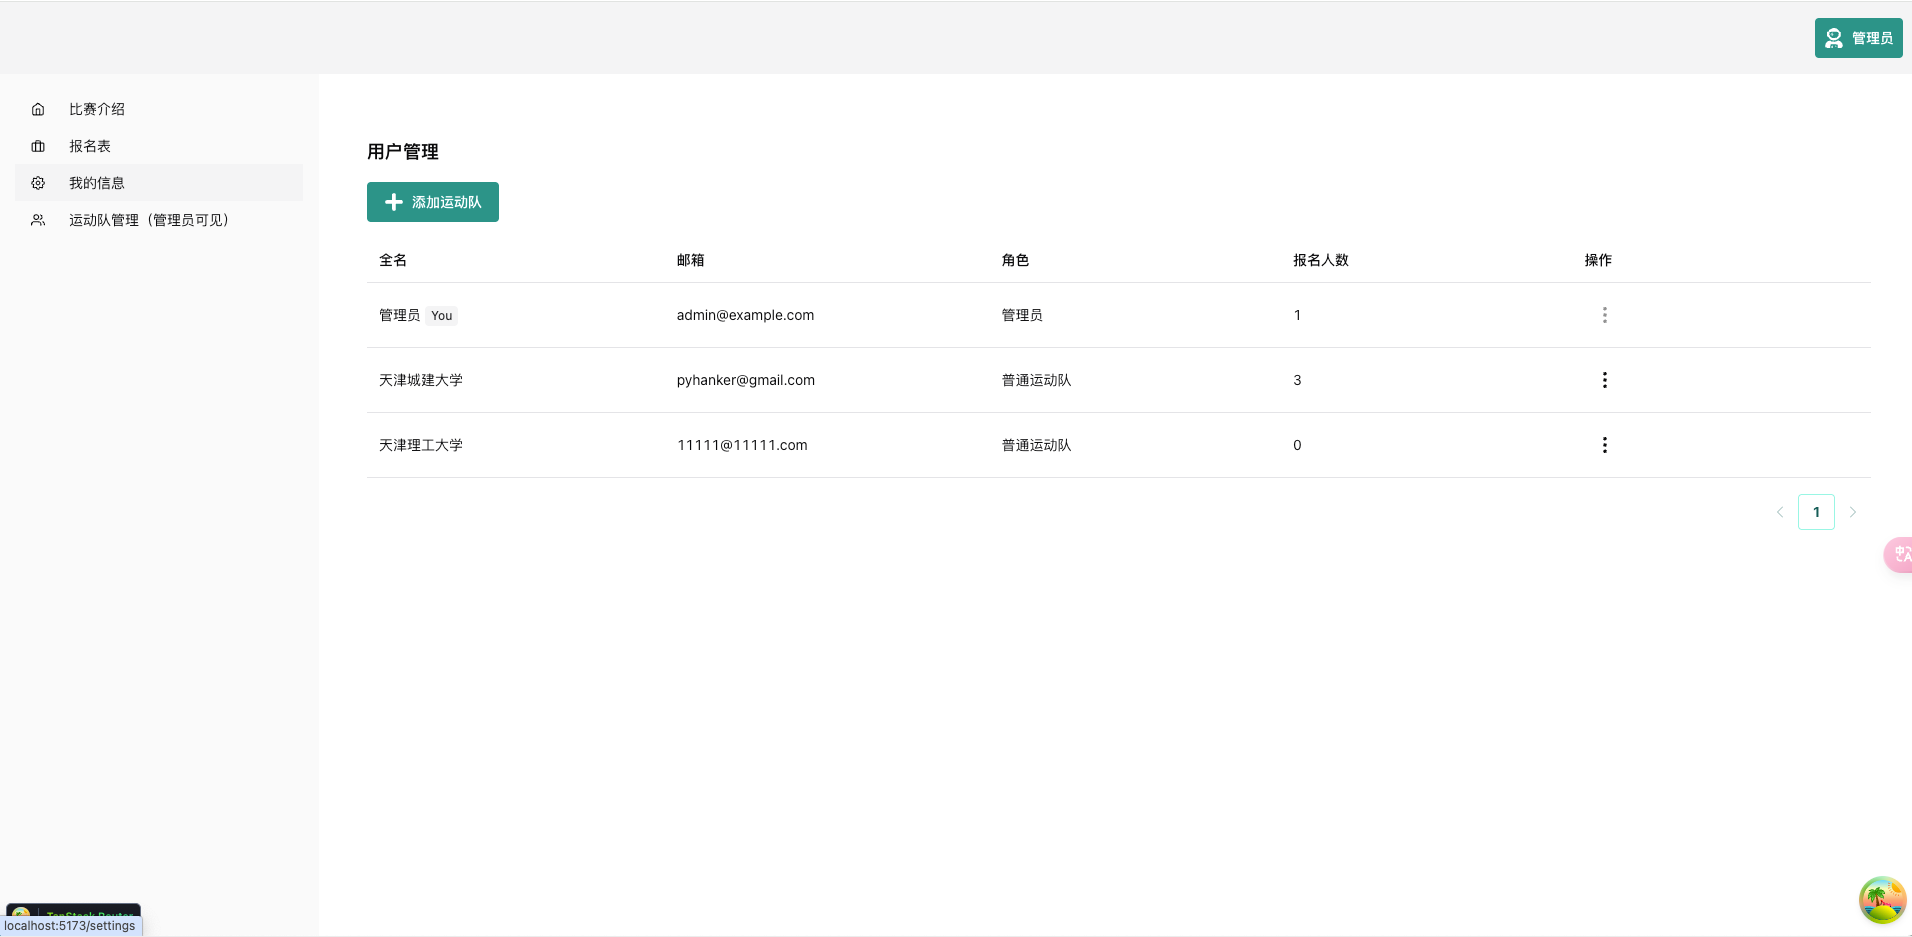 管理员
比赛介绍
报名表
我的信息
运动队管理（管理员可见）
用户管理
添加运动队
全名 邮箱 角色 报名人数 操作
管理员 You admin@example.com 管理员 1
天津城建大学 pyhanker@gmail.com 普通运动队 3
天津理工大学 11111@11111.com 普通运动队 0
1
中
A
TanStack Router
localhost:5173/settings